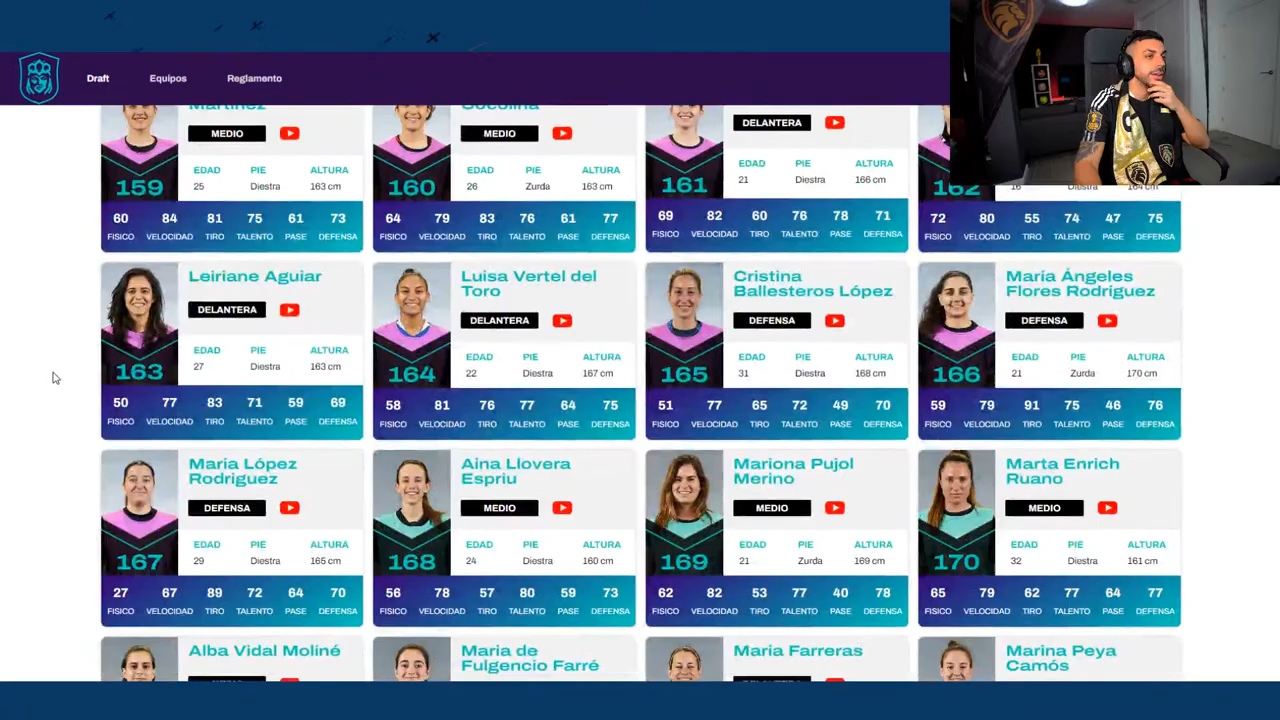 Draft Equipos Reglamento
Martínez
MEDIO
159
EDAD PIE ALTURA
25 Diestra 163 cm
60 84 81 75 61 73
FISICO VELOCIDAD TIRO TALENTO PASE DEFENSA
MEDIO
160
EDAD PIE ALTURA
26 Zurda 163 cm
64 79 83 76 61 77
FISICO VELOCIDAD TIRO TALENTO PASE DEFENSA
DELANTERA
161
EDAD PIE ALTURA
21 Diestra 166 cm
69 82 60 76 78 71
FISICO VELOCIDAD TIRO TALENTO PASE DEFENSA
162
72 80 55 74 47 75
FISICO VELOCIDAD TIRO TALENTO PASE DEFENSA
Leiriane Aguiar
DELANTERA
163
EDAD PIE ALTURA
27 Diestra 163 cm
50 77 83 71 59 69
FISICO VELOCIDAD TIRO TALENTO PASE DEFENSA
Luisa Vertel del
Toro
DELANTERA
164
EDAD PIE ALTURA
22 Diestra 167 cm
58 81 76 77 64 75
FISICO VELOCIDAD TIRO TALENTO PASE DEFENSA
Cristina
Ballesteros López
DEFENSA
165
EDAD PIE ALTURA
31 Diestra 168 cm
51 77 65 72 49 70
FISICO VELOCIDAD TIRO TALENTO PASE DEFENSA
María Ángeles
Flores Rodríguez
DEFENSA
166
EDAD PIE ALTURA
21 Zurda 170 cm
59 79 91 75 46 76
FISICO VELOCIDAD TIRO TALENTO PASE DEFENSA
María López
Rodriguez
DEFENSA
167
EDAD PIE ALTURA
29 Diestra 165 cm
27 67 89 72 64 70
FISICO VELOCIDAD TIRO TALENTO PASE DEFENSA
Aina Llovera
Espriu
MEDIO
168
EDAD PIE ALTURA
24 Diestra 160 cm
56 78 57 80 59 73
FISICO VELOCIDAD TIRO TALENTO PASE DEFENSA
Mariona Pujol
Merino
MEDIO
169
EDAD PIE ALTURA
21 Zurda 169 cm
62 82 53 77 40 78
FISICO VELOCIDAD TIRO TALENTO PASE DEFENSA
Marta Enrich
Ruano
MEDIO
170
EDAD PIE ALTURA
32 Diestra 161 cm
65 79 62 77 64 77
FISICO VELOCIDAD TIRO TALENTO PASE DEFENSA
Alba Vidal Moliné
Maria de
Fulgencio Farré
Maria Farreras
Marina Peya
Camós